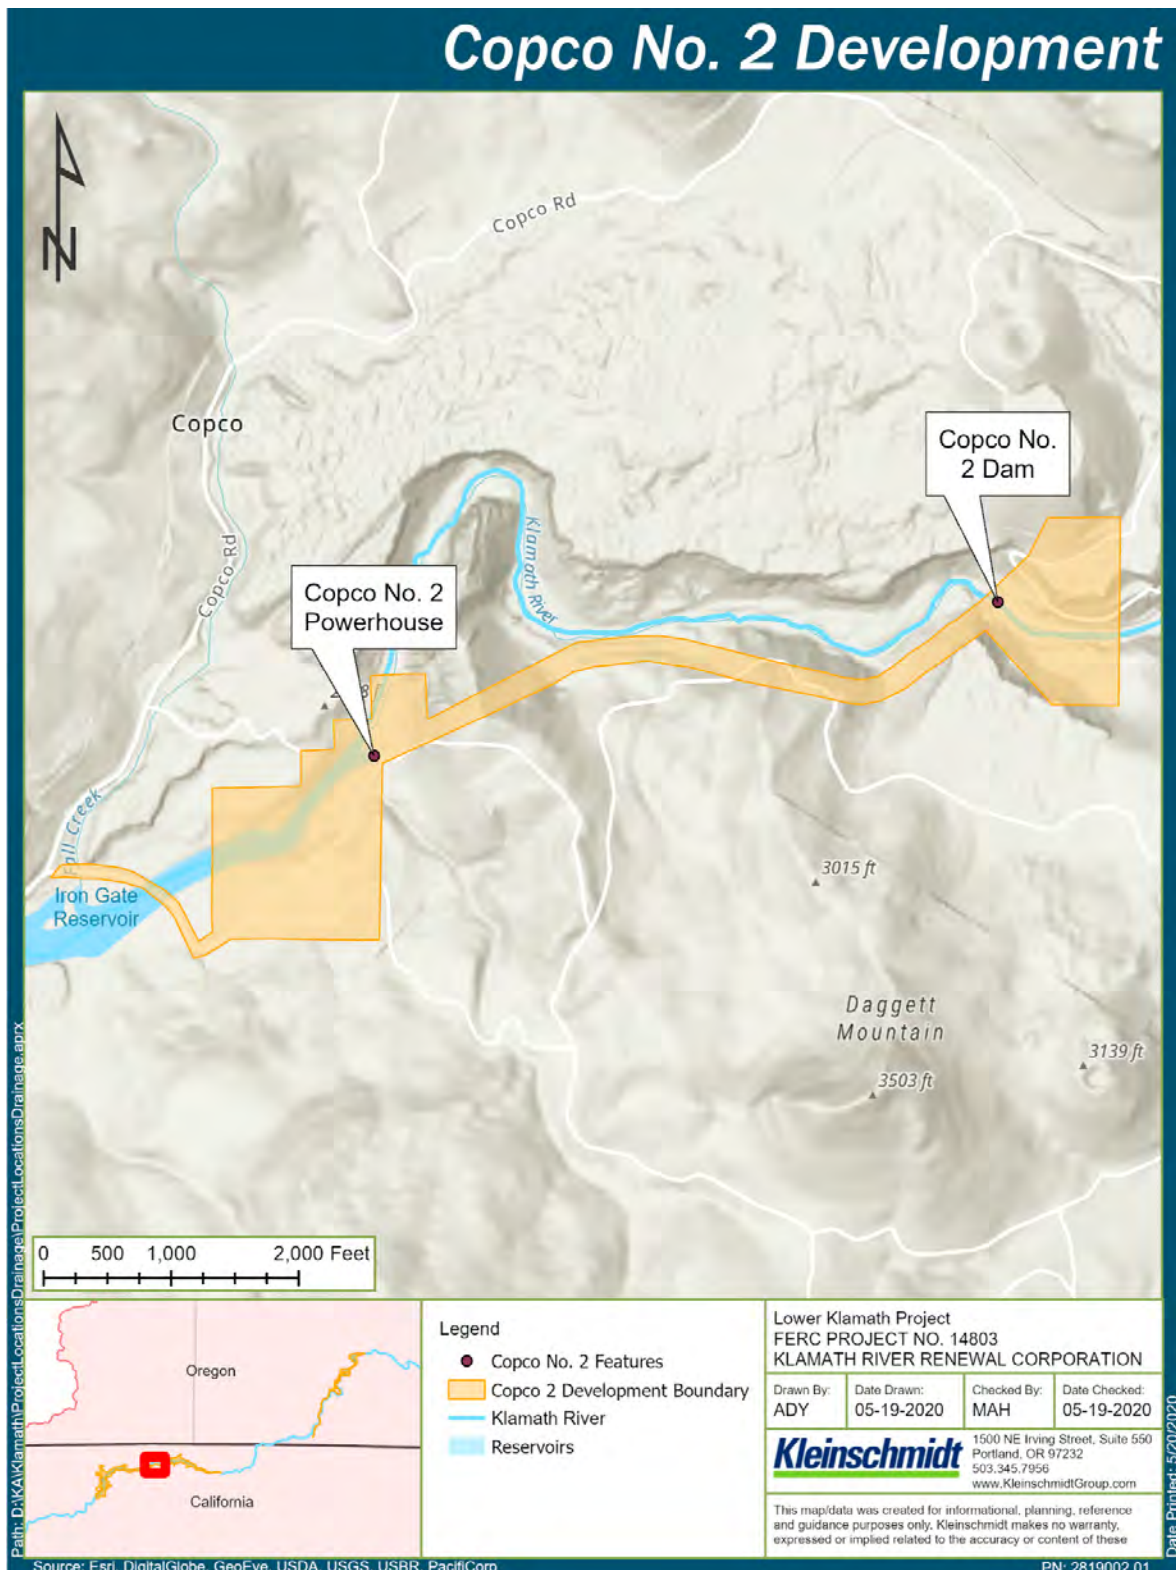 Copco No. 2 Development
N
Copco Rd
Copco
Copco No.
2 Dam
Klamath River
Copco Rd
Copco No. 2
Powerhouse
Fall Creek
Iron Gate
Reservoir
3015 ft
Daggett
Mountain
3139 ft
3503 ft
0 500 1,000 2,000 Feet
Oregon
California
Legend
Copco No. 2 Features
Copco 2 Development Boundary
Klamath River
Reservoirs
Lower Klamath Project
FERC PROJECT NO. 14803
KLAMATH RIVER RENEWAL CORPORATION
Drawn By: Date Drawn: Checked By: Date Checked:
ADY 05-19-2020 MAH 05-19-2020
Kleinschmidt
1500 NE Irving Street, Suite 550
Portland, OR 97232
503.345.7956
www.KleinschmidtGroup.com
This map/data was created for informational, planning, reference
and guidance purposes only. Kleinschmidt makes no warranty,
expressed or implied related to the accuracy or content of these
Path: D:\KA\Klamath\ProjectLocationsDrainage\ProjectLocationsDrainage.aprx
Date Printed: 5/20/2020
Source: Esri, DigitalGlobe, GeoEye, USDA, USGS, USBR, PacifiCorp
PN: 2819002.01